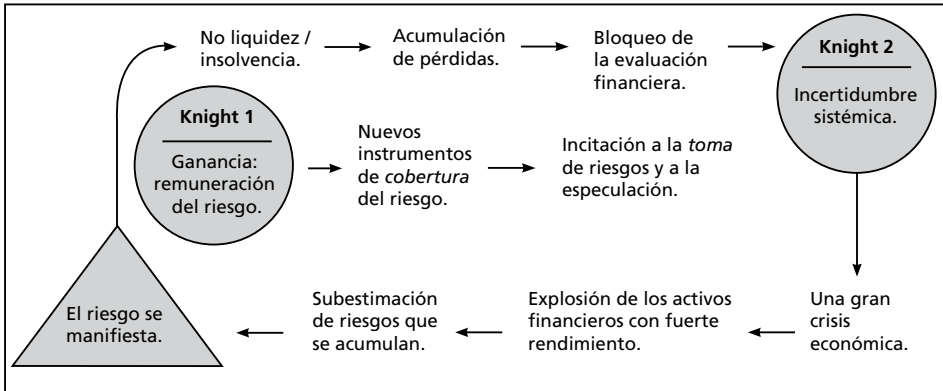 No liquidez /
insolvencia.
Acumulación
de pérdidas.
Bloqueo de
la evaluación
financiera.
Knight 2
Incertidumbre
sistémica.
Knight 1
Ganancia:
remuneración
del riesgo.
Nuevos
instrumentos
de cobertura
del riesgo.
Incitación a la toma
de riesgos y a la
especulación.
El riesgo se
manifiesta.
Subestimación
de riesgos que
se acumulan.
Explosión de los activos
financieros con fuerte
rendimiento.
Una gran
crisis
económica.